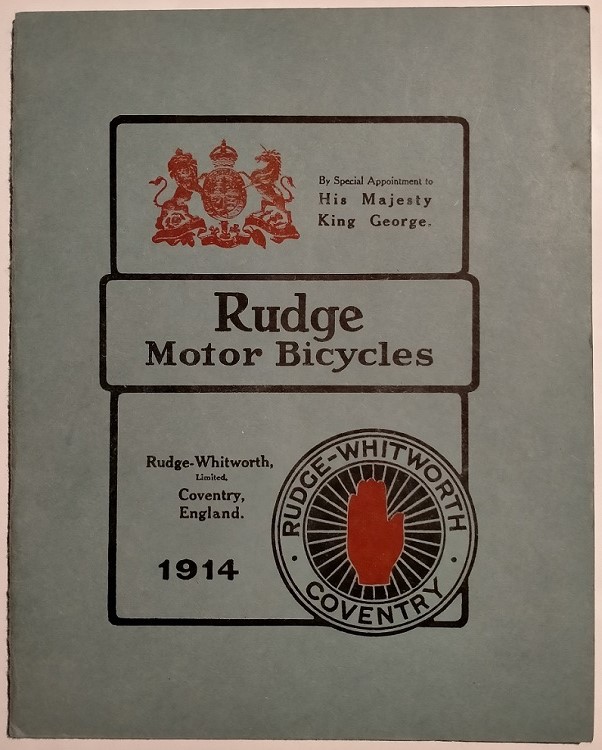 By Special Appointment to
His Majesty
King George.
Rudge
Motor Bicycles
Rudge-Whitworth,
Limited,
Coventry,
England.
1914
RUDGE-WHITWORTH
COVENTRY